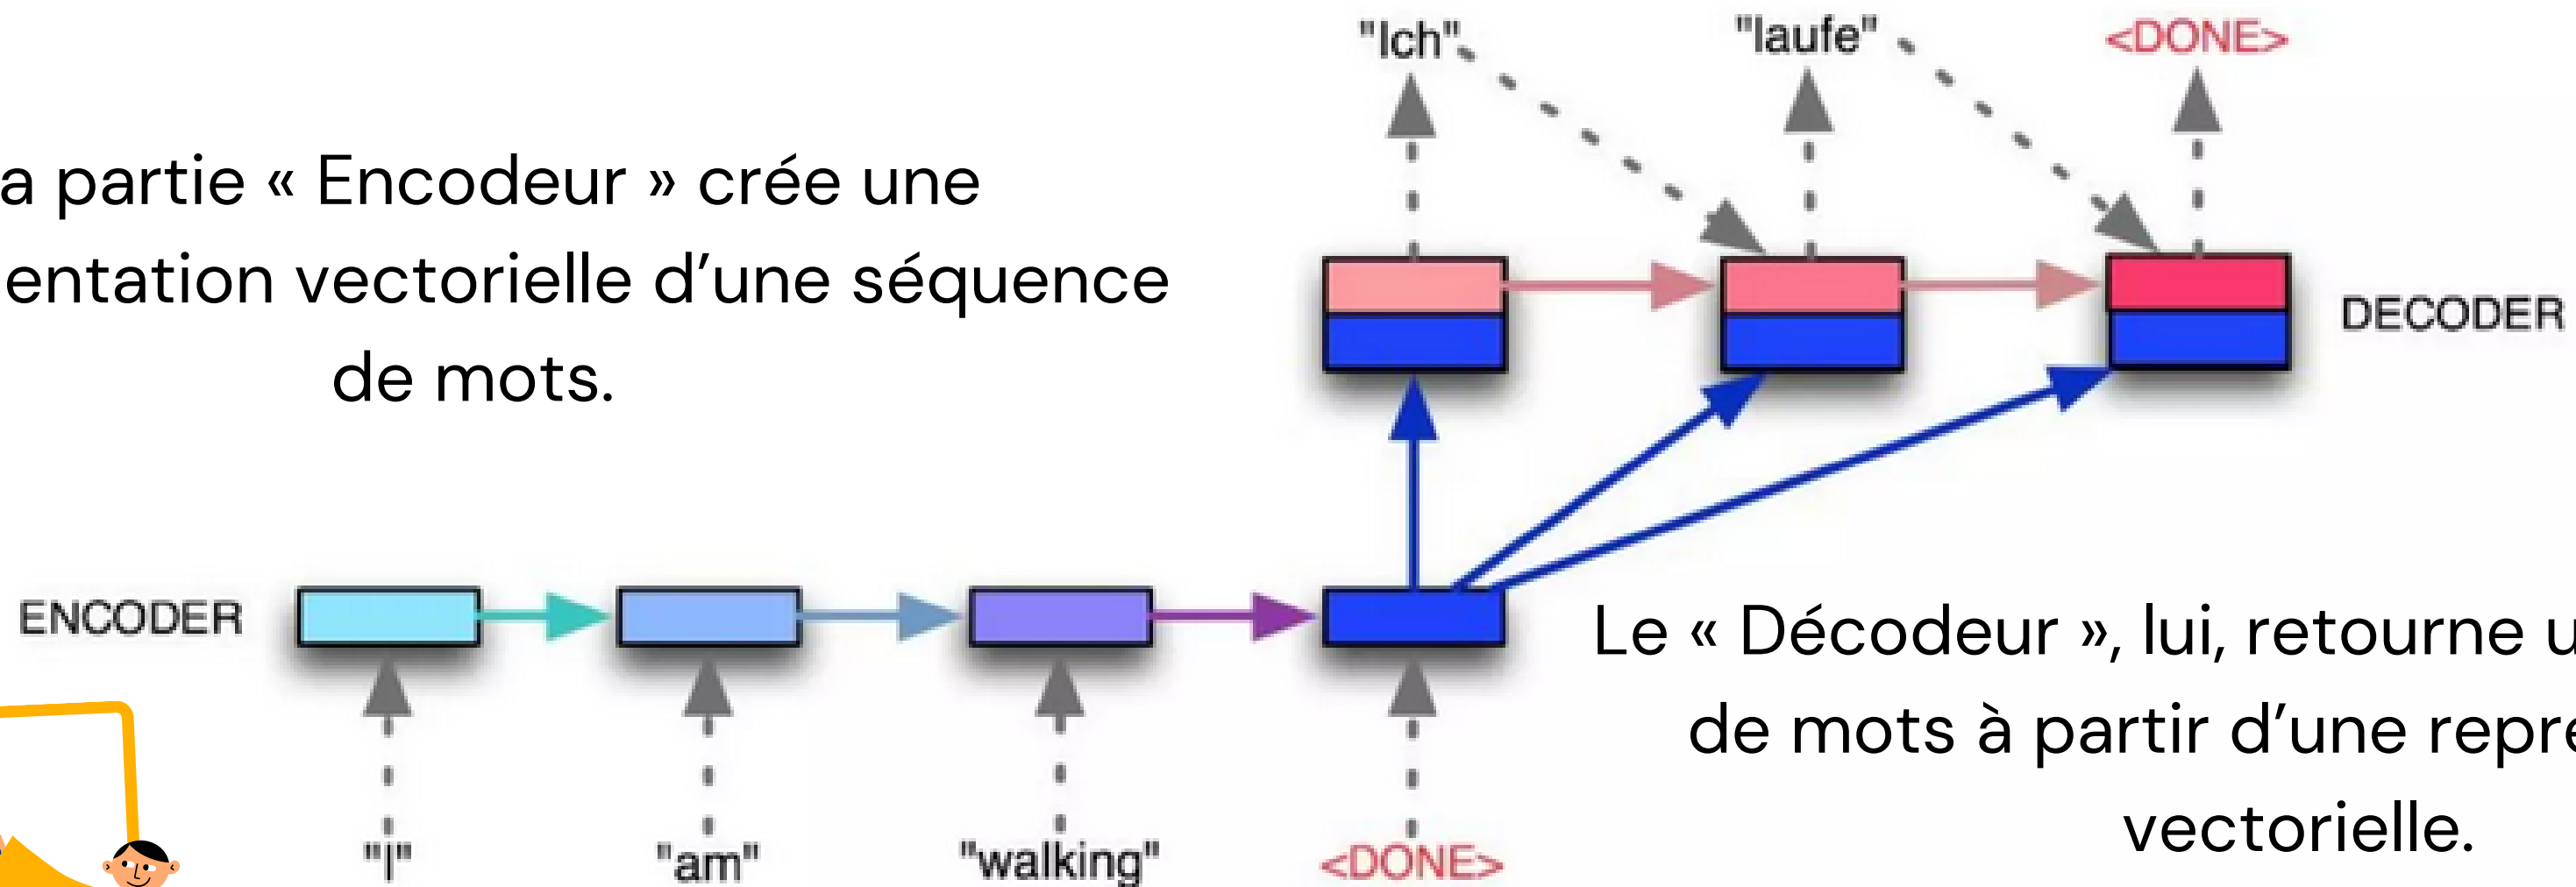 "Ich" "laufe" <DONE>
a partie « Encodeur » crée une
entation vectorielle d'une séquence
de mots.
DECODER
ENCODER
Le « Décodeur », lui, retourne u
de mots à partir d'une repré
vectorielle.
"I" "am" "walking" <DONE>